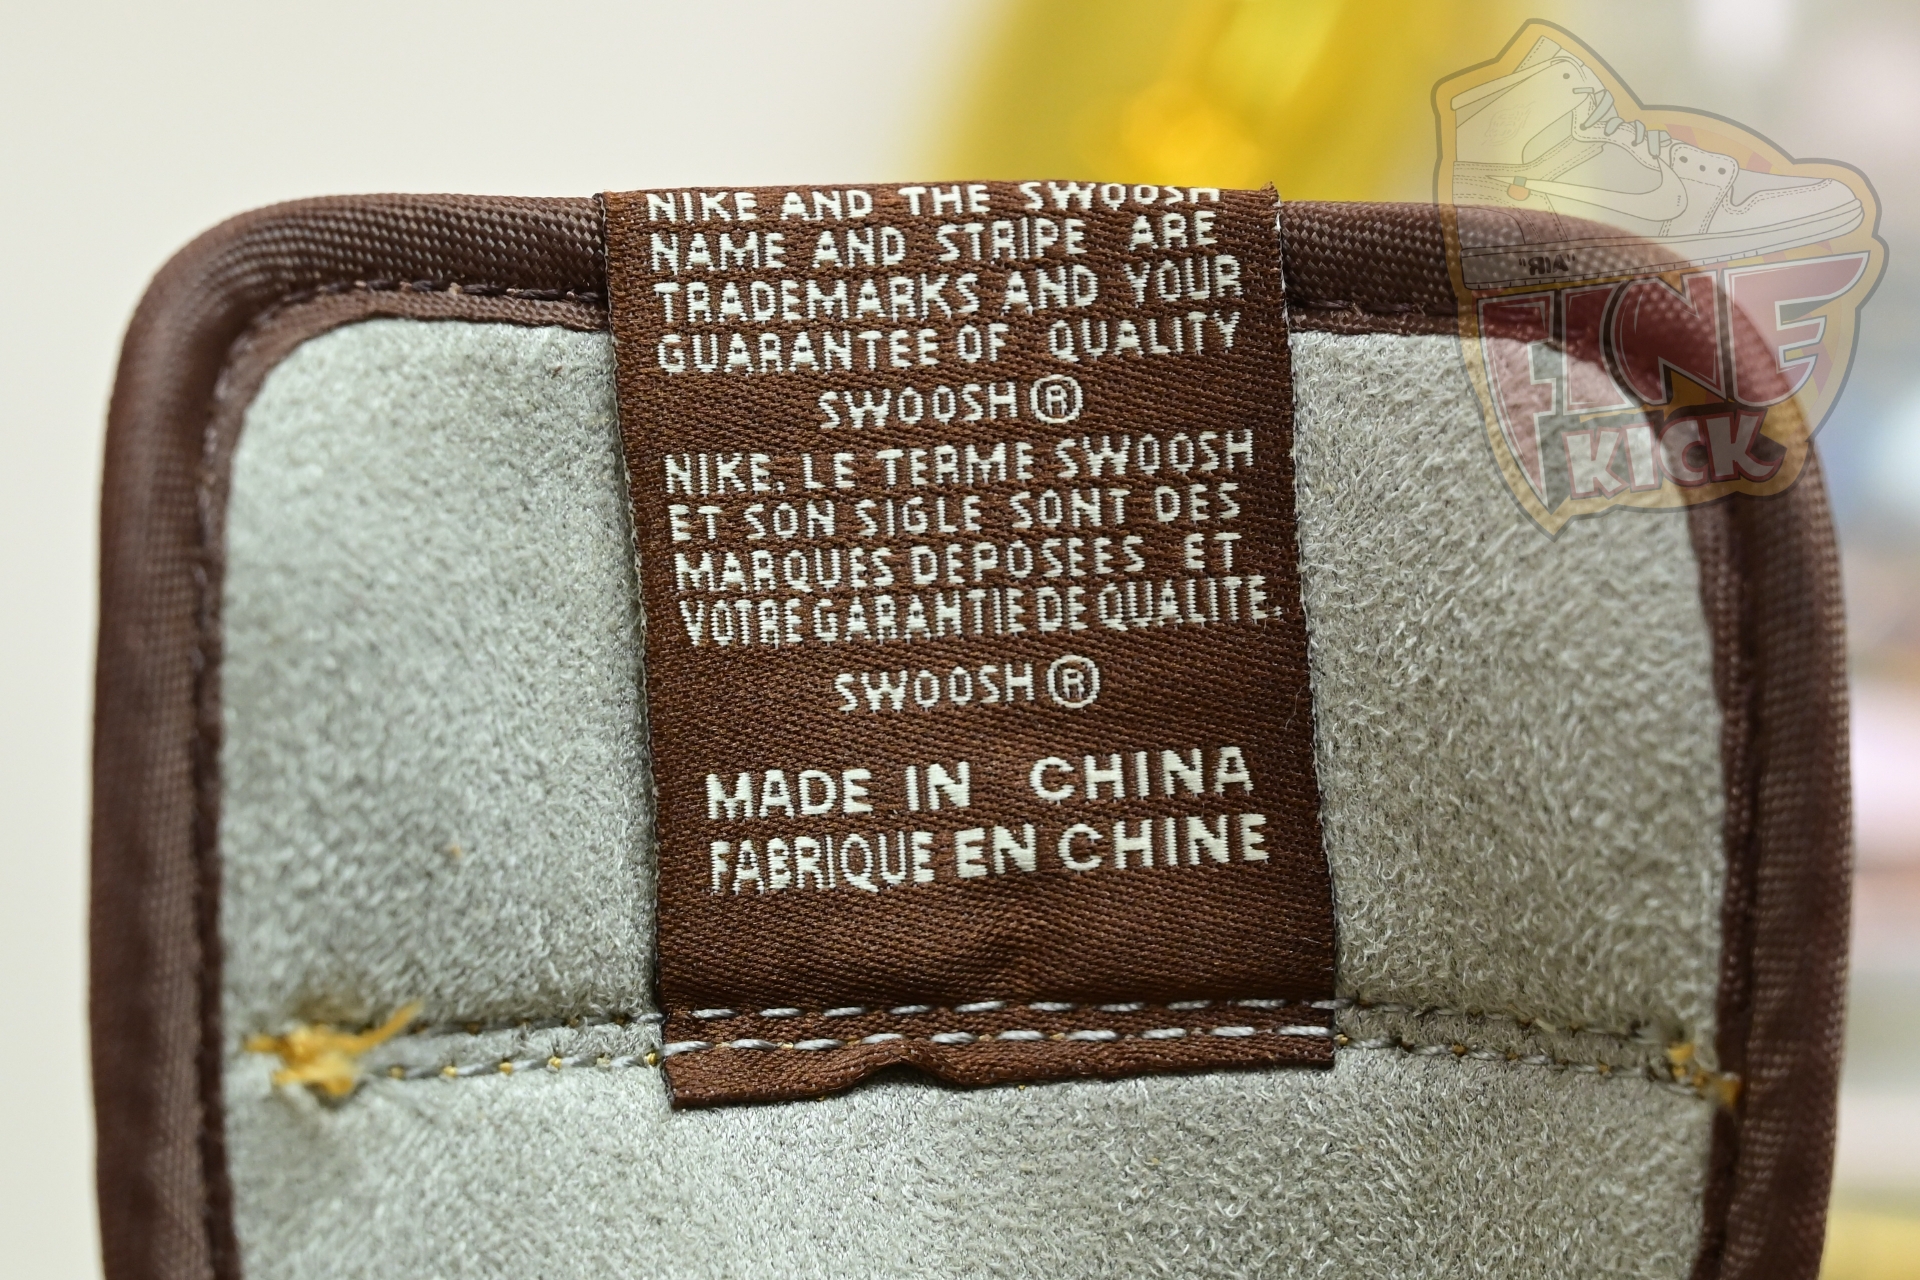 NIKE AND THE SWOOSH
NAME AND STRIPE ARE
TRADEMARKS AND YOUR
GUARANTEE OF QUALITY
SWOOSH®
NIKE. LE TERME SWOOSH
ET SON SIGLE SONT DES
MARQUES DEPOSEES ET
VOTRE GARAHTIE DE QUALITE.
SWOOSH®
MADE IN CHINA
FABRIQUE EN CHINE
"AIR"
FINE
KICK